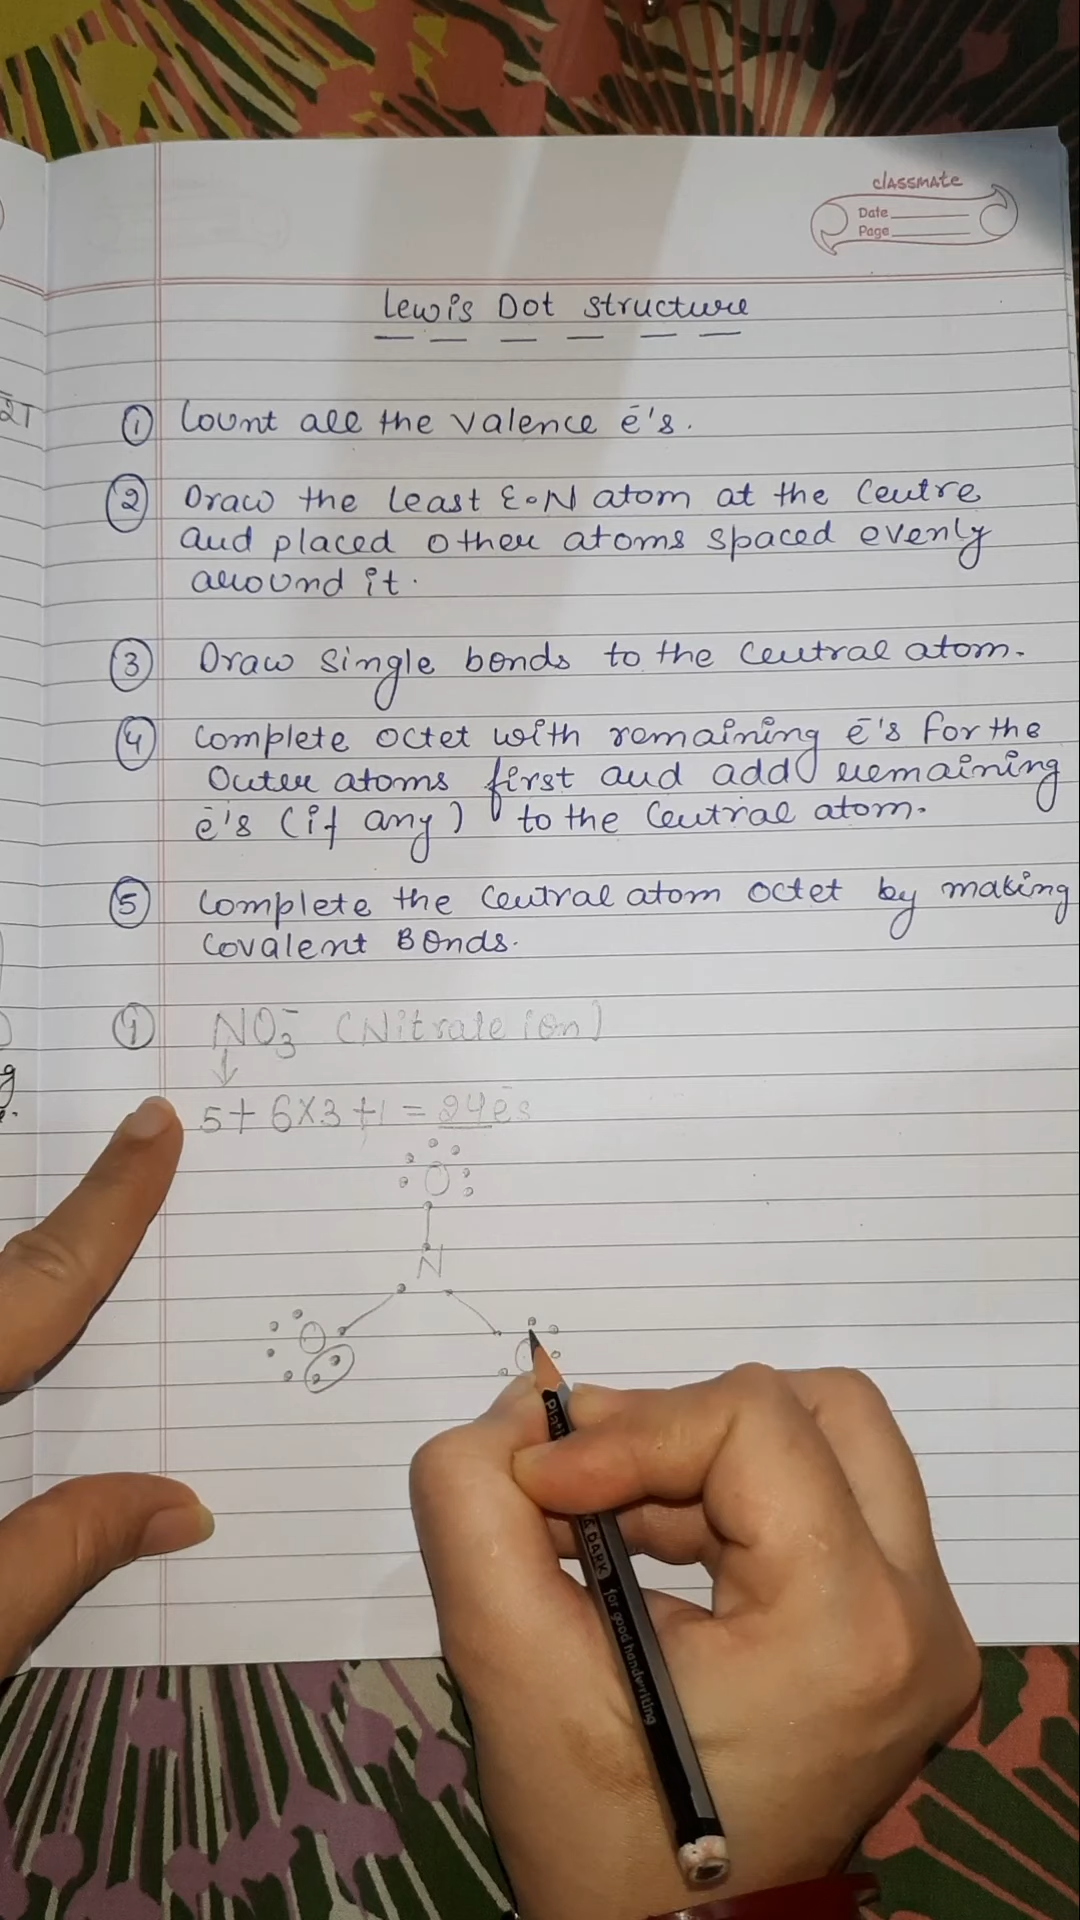 classmate
Date
Page
Lewis Dot structure
① Count all the valence ē's.
② Draw the least E.N atom at the Centre
and placed other atoms spaced evenly
around it.
③ Draw single bonds to the central atom.
④ Complete octet with remaining ē's for the
Outer atoms first and add remaining
ē's (if any) to the central atom.
⑤ Complete the central atom octet by making
Covalent Bonds.
① NO₃⁻ (Nitrate ion)
↓
5+ 6×3 +1 = 24ēs
O
N
O O
& DARK for good handwriting